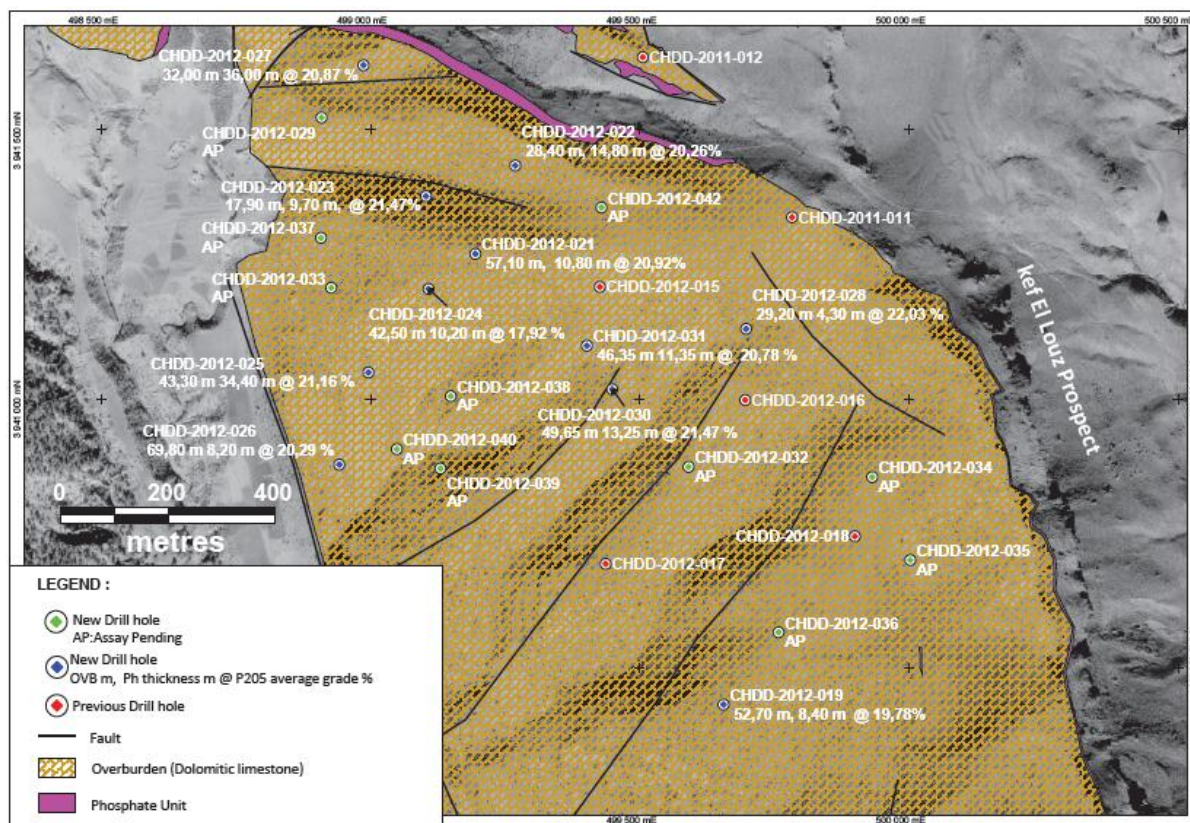 498 500 mE
499 000 mE
499 500 mE
500 000 mE
500 500 mE
CHDD-2012-027
32,00 m 36,00 m @ 20,87 %
CHDD-2011-012
3 941 500 mN
CHDD-2012-029
AP
CHDD-2012-022
28,40 m, 14,80 m @ 20,26%
CHDD-2012-023
17,90 m, 9,70 m, @ 21,47%
CHDD-2012-042
AP
CHDD-2011-011
CHDD-2012-037
AP
CHDD-2012-021
57,10 m, 10,80 m @ 20,92%
CHDD-2012-033
AP
CHDD-2012-015
kef El Louz Prospect
CHDD-2012-024
42,50 m 10,20 m @ 17,92 %
CHDD-2012-028
29,20 m 4,30 m @ 22,03 %
CHDD-2012-031
46,35 m 11,35 m @ 20,78 %
CHDD-2012-025
43,30 m 34,40 m @ 21,16 %
CHDD-2012-038
AP
3 941 000 mN
CHDD-2012-016
CHDD-2012-030
49,65 m 13,25 m @ 21,47 %
CHDD-2012-026
69,80 m 8,20 m @ 20,29 %
CHDD-2012-040
AP
CHDD-2012-032
AP
CHDD-2012-034
AP
CHDD-2012-039
AP
0 200 400
metres
CHDD-2012-018
CHDD-2012-035
AP
CHDD-2012-017
CHDD-2012-036
AP
CHDD-2012-019
52,70 m, 8,40 m @ 19,78%
LEGEND :
New Drill hole
AP:Assay Pending
New Drill hole
OVB m, Ph thickness m @ P205 average grade %
Previous Drill hole
Fault
Overburden (Dolomitic limestone)
Phosphate Unit
499 500 mE
500 000 mE